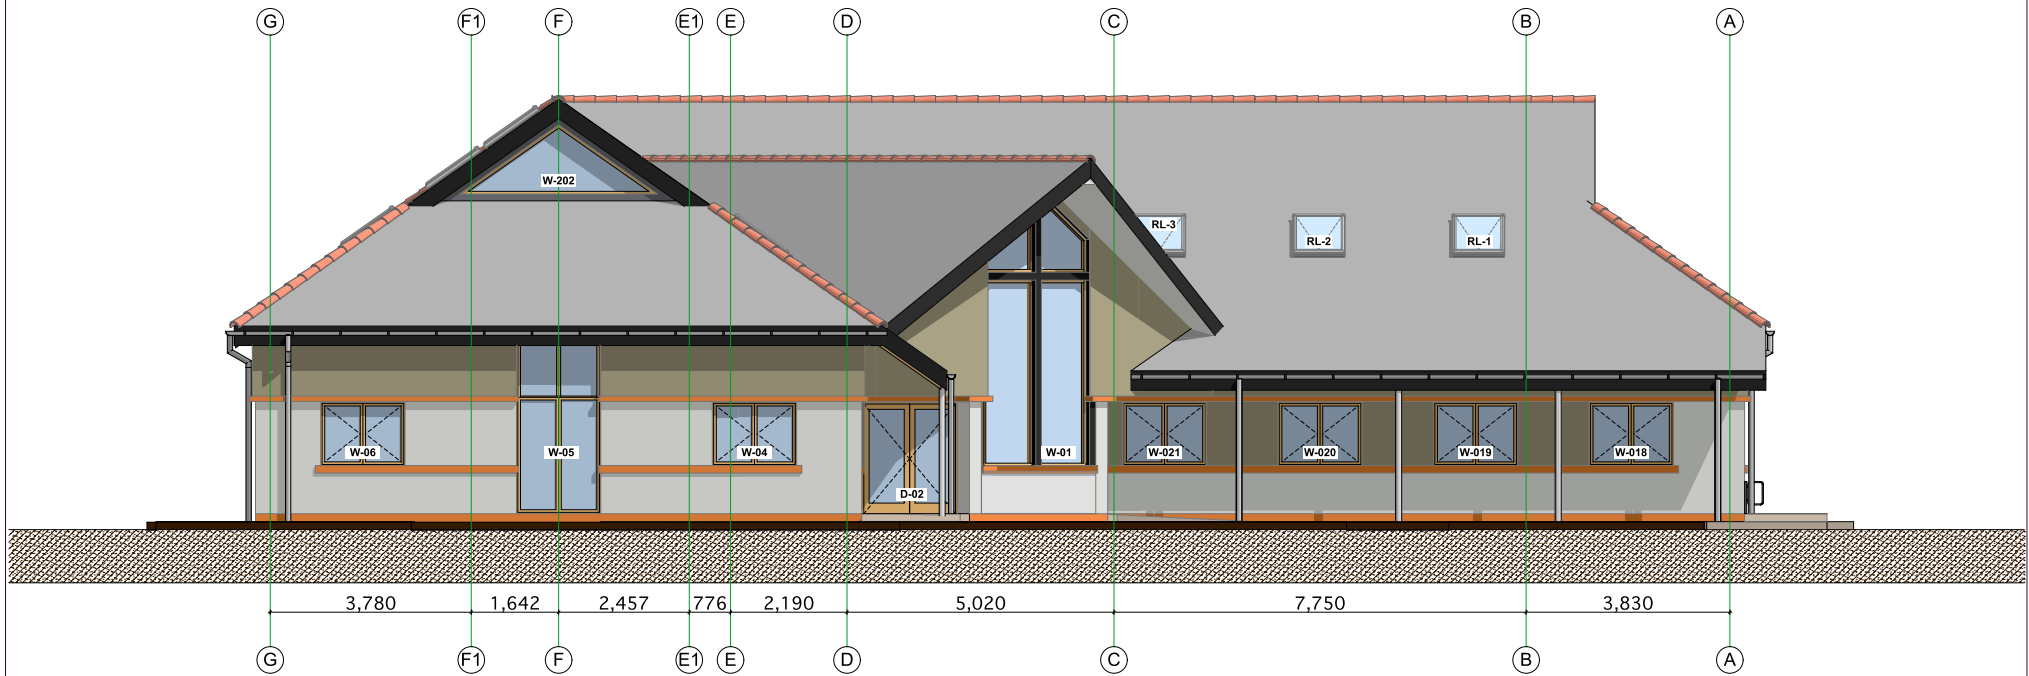 G F1 F E1 E D C B A
W-202
RL-3 RL-2 RL-1
W-06 W-05 W-04 W-01 W-021 W-020 W-019 W-018
D-02
3,780 1,642 2,457 776 2,190 5,020 7,750 3,830
G F1 F E1 E D C B A